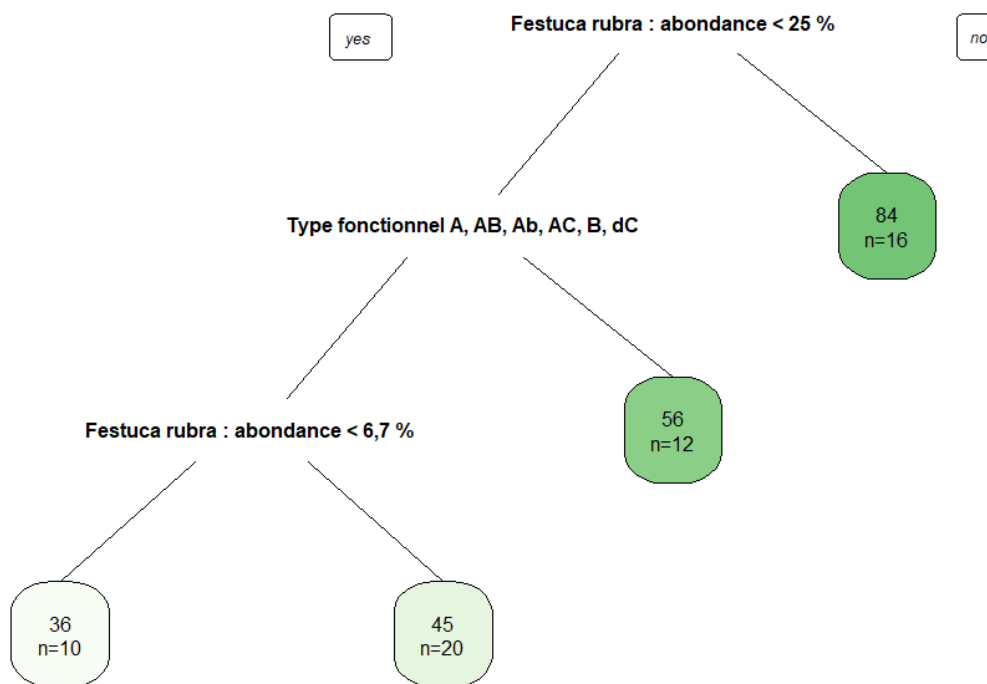 yes
Festuca rubra : abondance < 25 %
no
84
n=16
Type fonctionnel A, AB, Ab, AC, B, dC
56
n=12
Festuca rubra : abondance < 6,7 %
36
n=10
45
n=20